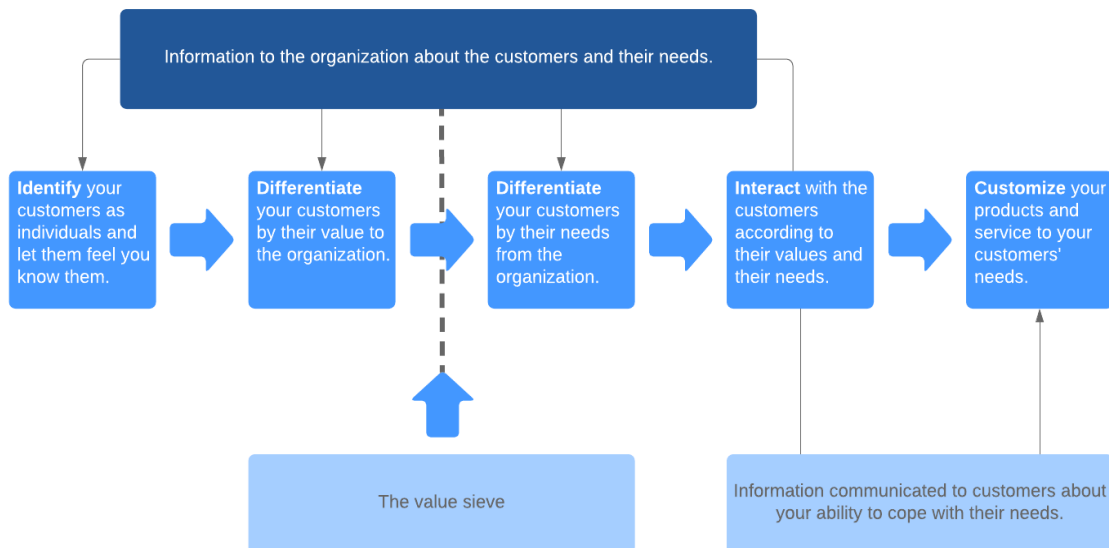 Information to the organization about the customers and their needs.
Identify your
customers as
individuals and
let them feel you
know them.
Differentiate
your customers
by their value to
the organization.
Differentiate
your customers
by their needs
from the
organization.
Interact with the
customers
according to
their values and
their needs.
Customize your
products and
service to your
customers'
needs.
The value sieve
Information communicated to customers about
your ability to cope with their needs.